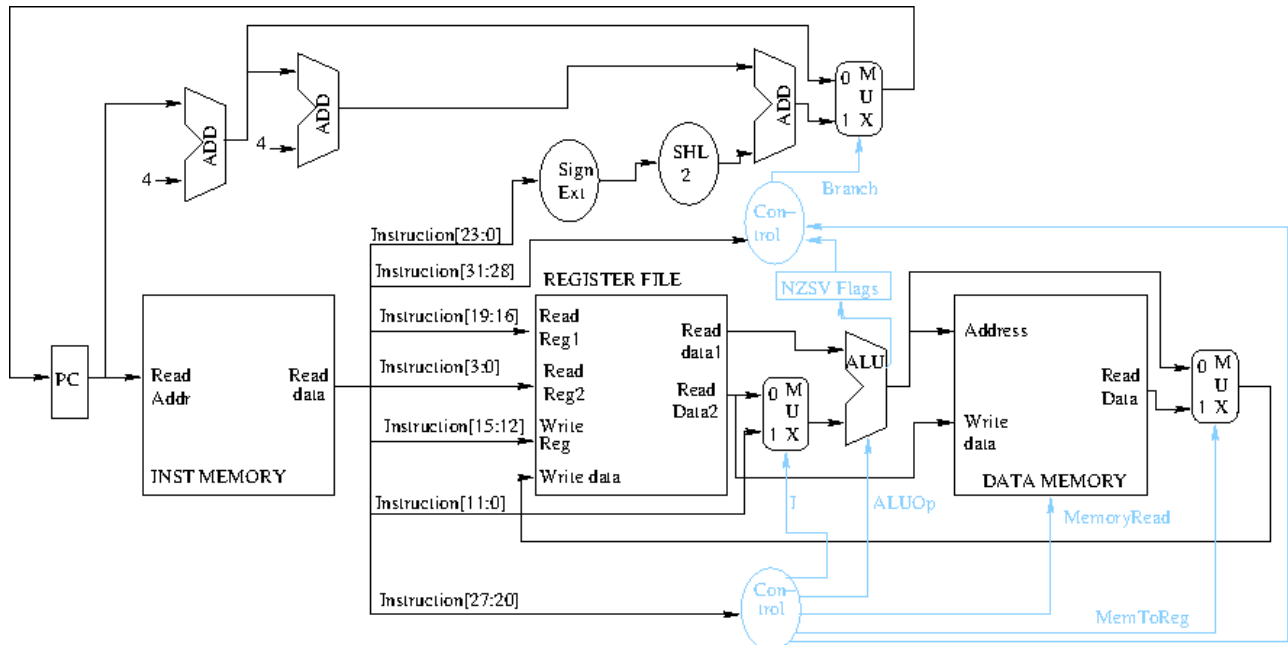 ADD
4
ADD
4
ADD
0 M
U
1 X
Sign
Ext
SHL
2
Branch
Con-
trol
Instruction[23:0]
Instruction[31:28]
REGISTER FILE
NZSV Flags
Instruction[19:16]
Instruction[3:0]
Instruction[15:12]
Instruction[11:0]
Instruction[27:20]
PC
Read
Addr
Read
data
INST MEMORY
Read
Reg1
Read
Reg2
Write
Reg
Write data
Read
data1
Read
Data2
0 M
U
1 X
ALU
I
ALUOp
Address
Write
data
Read
Data
DATA MEMORY
0 M
U
1 X
MemoryRead
MemToReg
Con-
trol